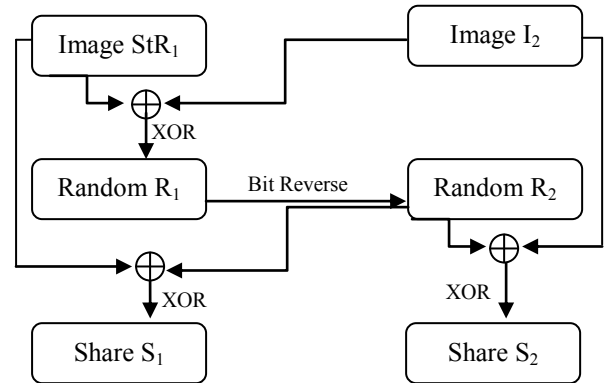 Image StR₁
Image I₂
XOR
Random R₁
Bit Reverse
Random R₂
XOR
XOR
Share S₁
Share S₂